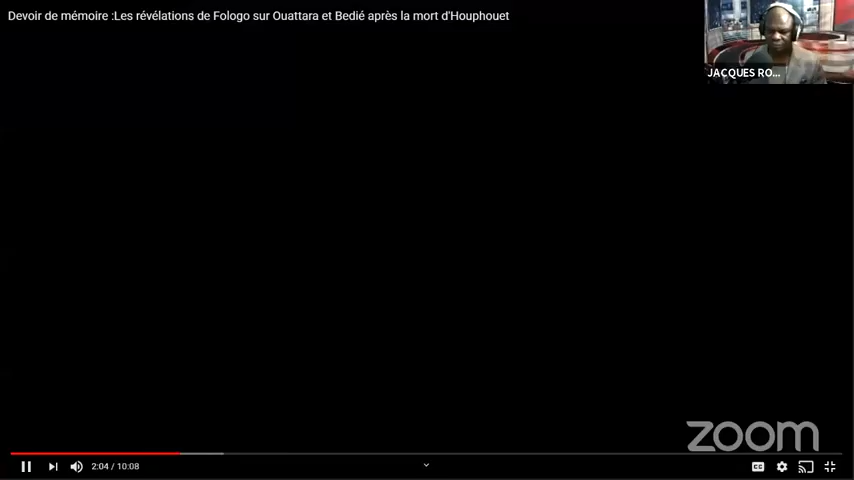 Devoir de mémoire :Les révélations de Fologo sur Ouattara et Bedié après la mort d'Houphouet
JACQUES RO...
zoom
2:04 / 10:08
CC